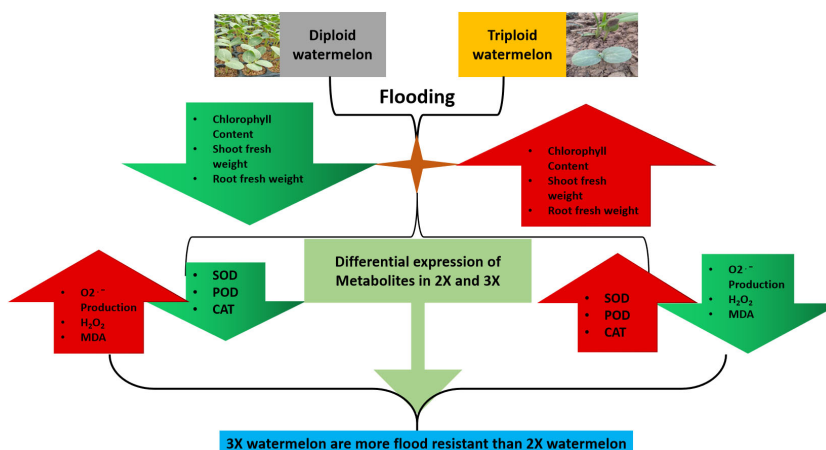 Diploid
watermelon
Triploid
watermelon
Flooding
• Chlorophyll
Content
• Shoot fresh
weight
• Root fresh weight
• Chlorophyll
Content
• Shoot fresh
weight
• Root fresh weight
• O2·⁻
Production
• H₂O₂
• MDA
• SOD
• POD
• CAT
Differential expression of
Metabolites in 2X and 3X
• SOD
• POD
• CAT
• O2·⁻
Production
• H₂O₂
• MDA
3X watermelon are more flood resistant than 2X watermelon